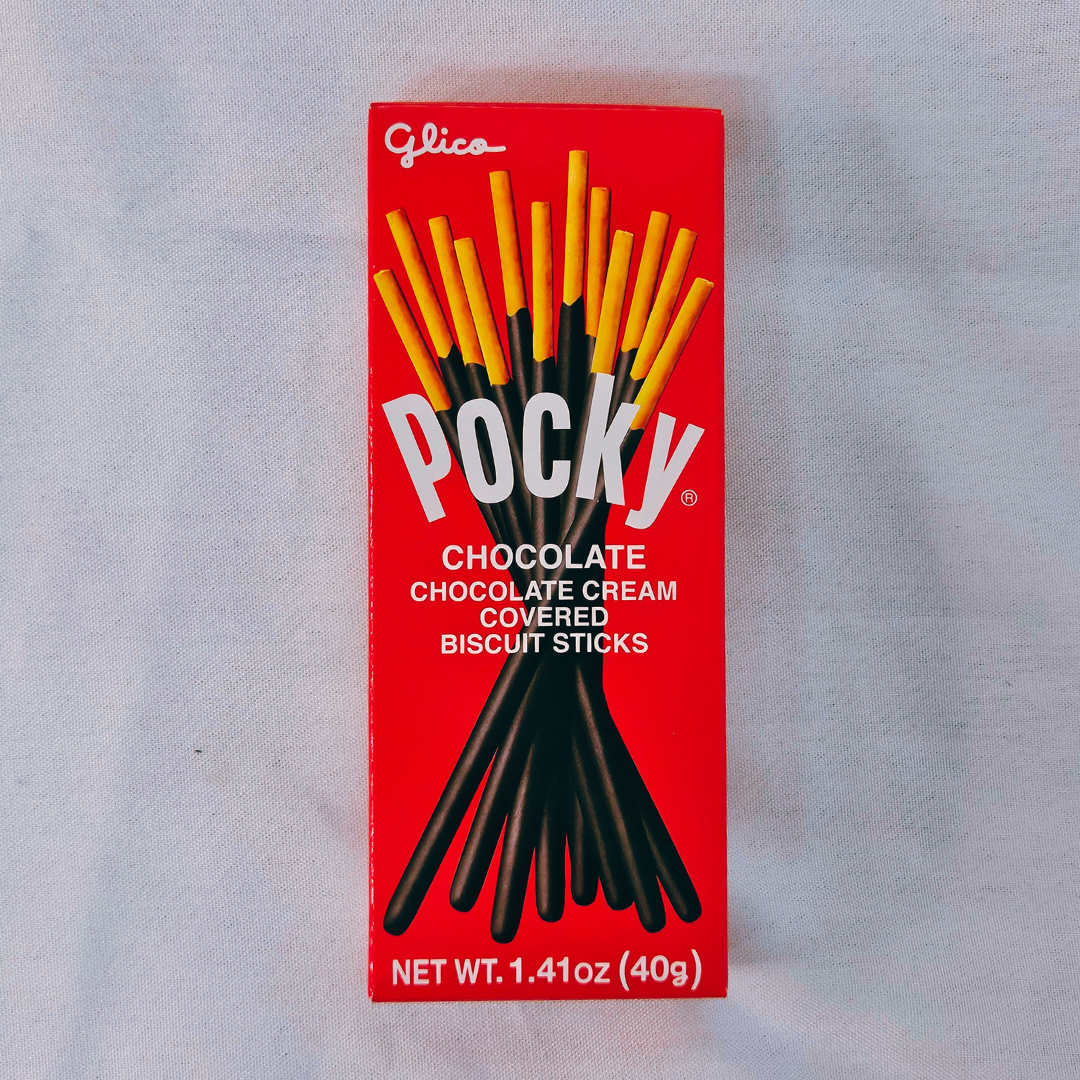 Glico
Pocky®
CHOCOLATE
CHOCOLATE CREAM
COVERED
BISCUIT STICKS
NET WT. 1.41oz (40g)